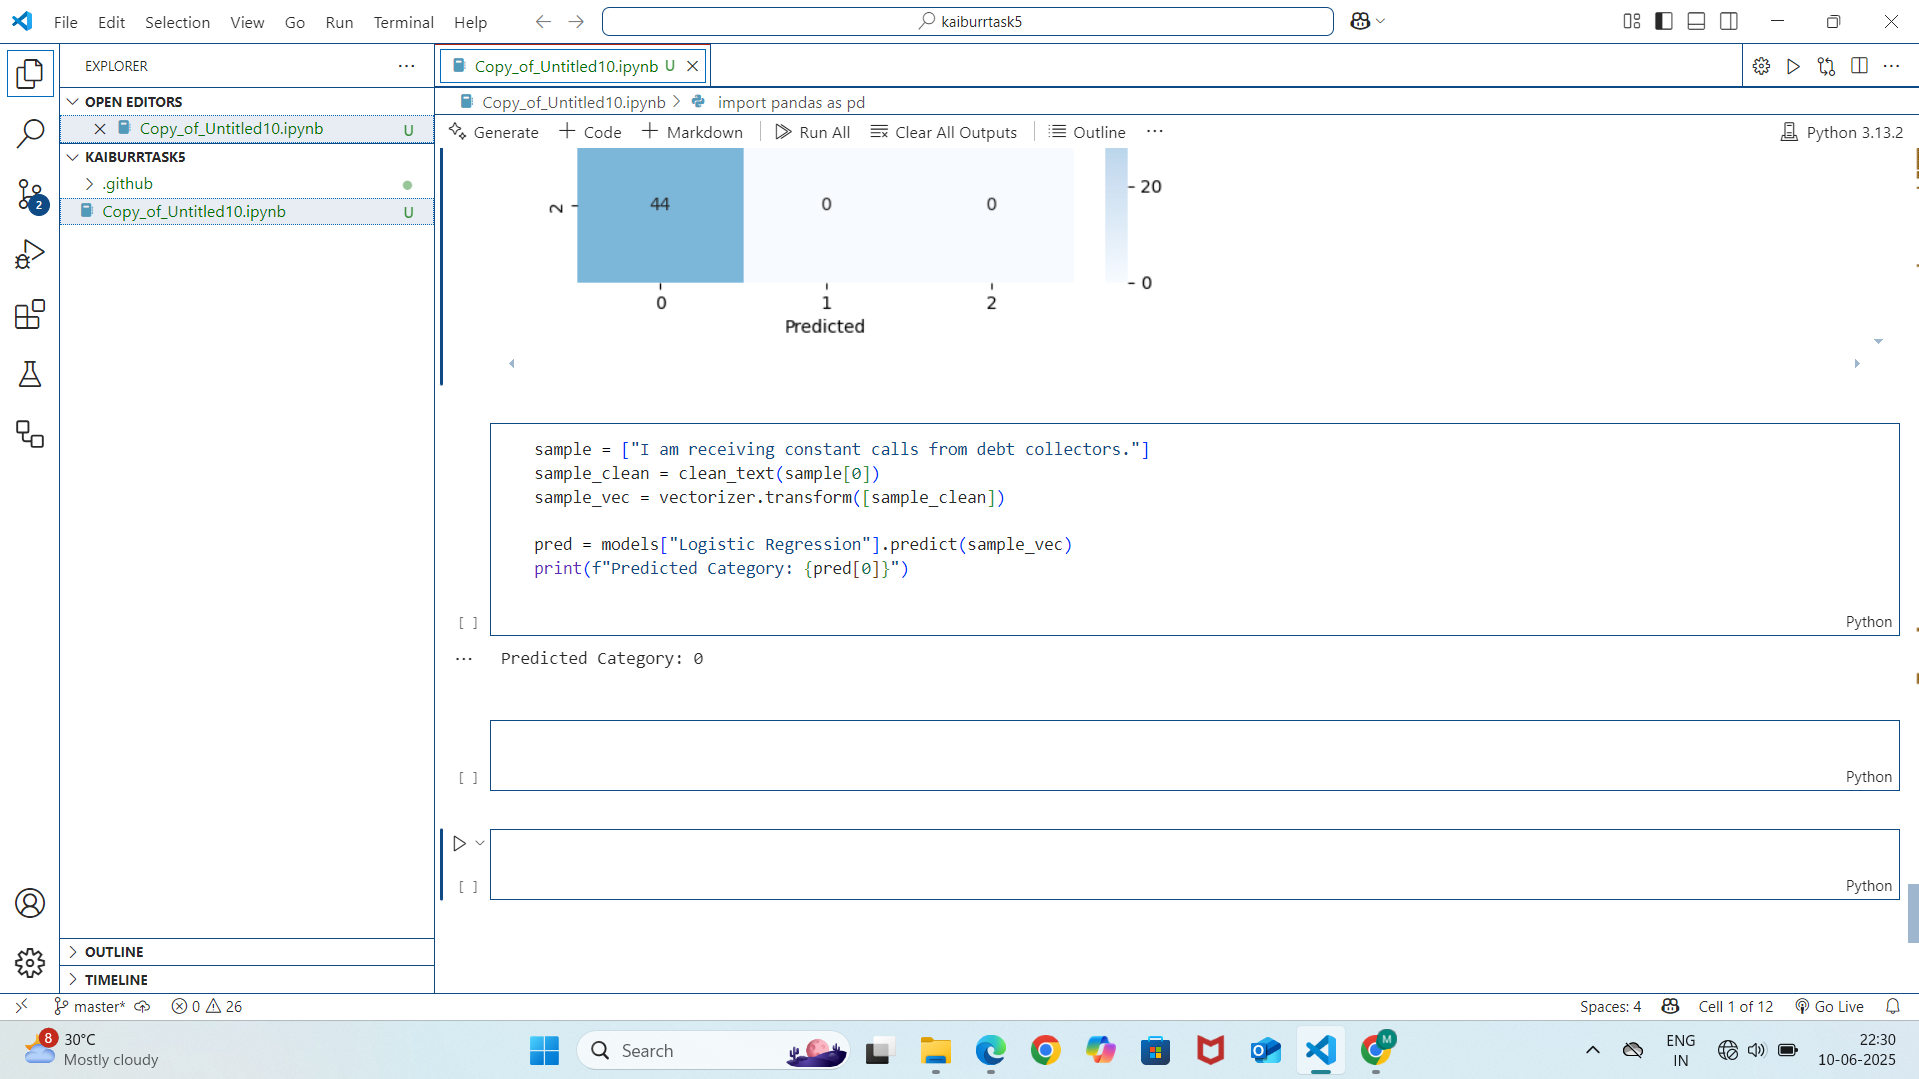 File Edit Selection View Go Run Terminal Help
kaiburrtask5
EXPLORER
Copy_of_Untitled10.ipynb U
OPEN EDITORS
Copy_of_Untitled10.ipynb U
KAIBURRTASK5
.github
Copy_of_Untitled10.ipynb U
2
Copy_of_Untitled10.ipynb > import pandas as pd
Generate + Code + Markdown Run All Clear All Outputs Outline ... Python 3.13.2
2
44 0 0
20
0
0 1 2
Predicted
sample = ["I am receiving constant calls from debt collectors."]
sample_clean = clean_text(sample[0])
sample_vec = vectorizer.transform([sample_clean])
pred = models["Logistic Regression"].predict(sample_vec)
print(f"Predicted Category: {pred[0]}")
[ ] Python
... Predicted Category: 0
[ ] Python
[ ] Python
OUTLINE
TIMELINE
master* 0 26
Spaces: 4 Cell 1 of 12 Go Live
8
30°C
Mostly cloudy
Search
M
ENG
IN
22:30
10-06-2025